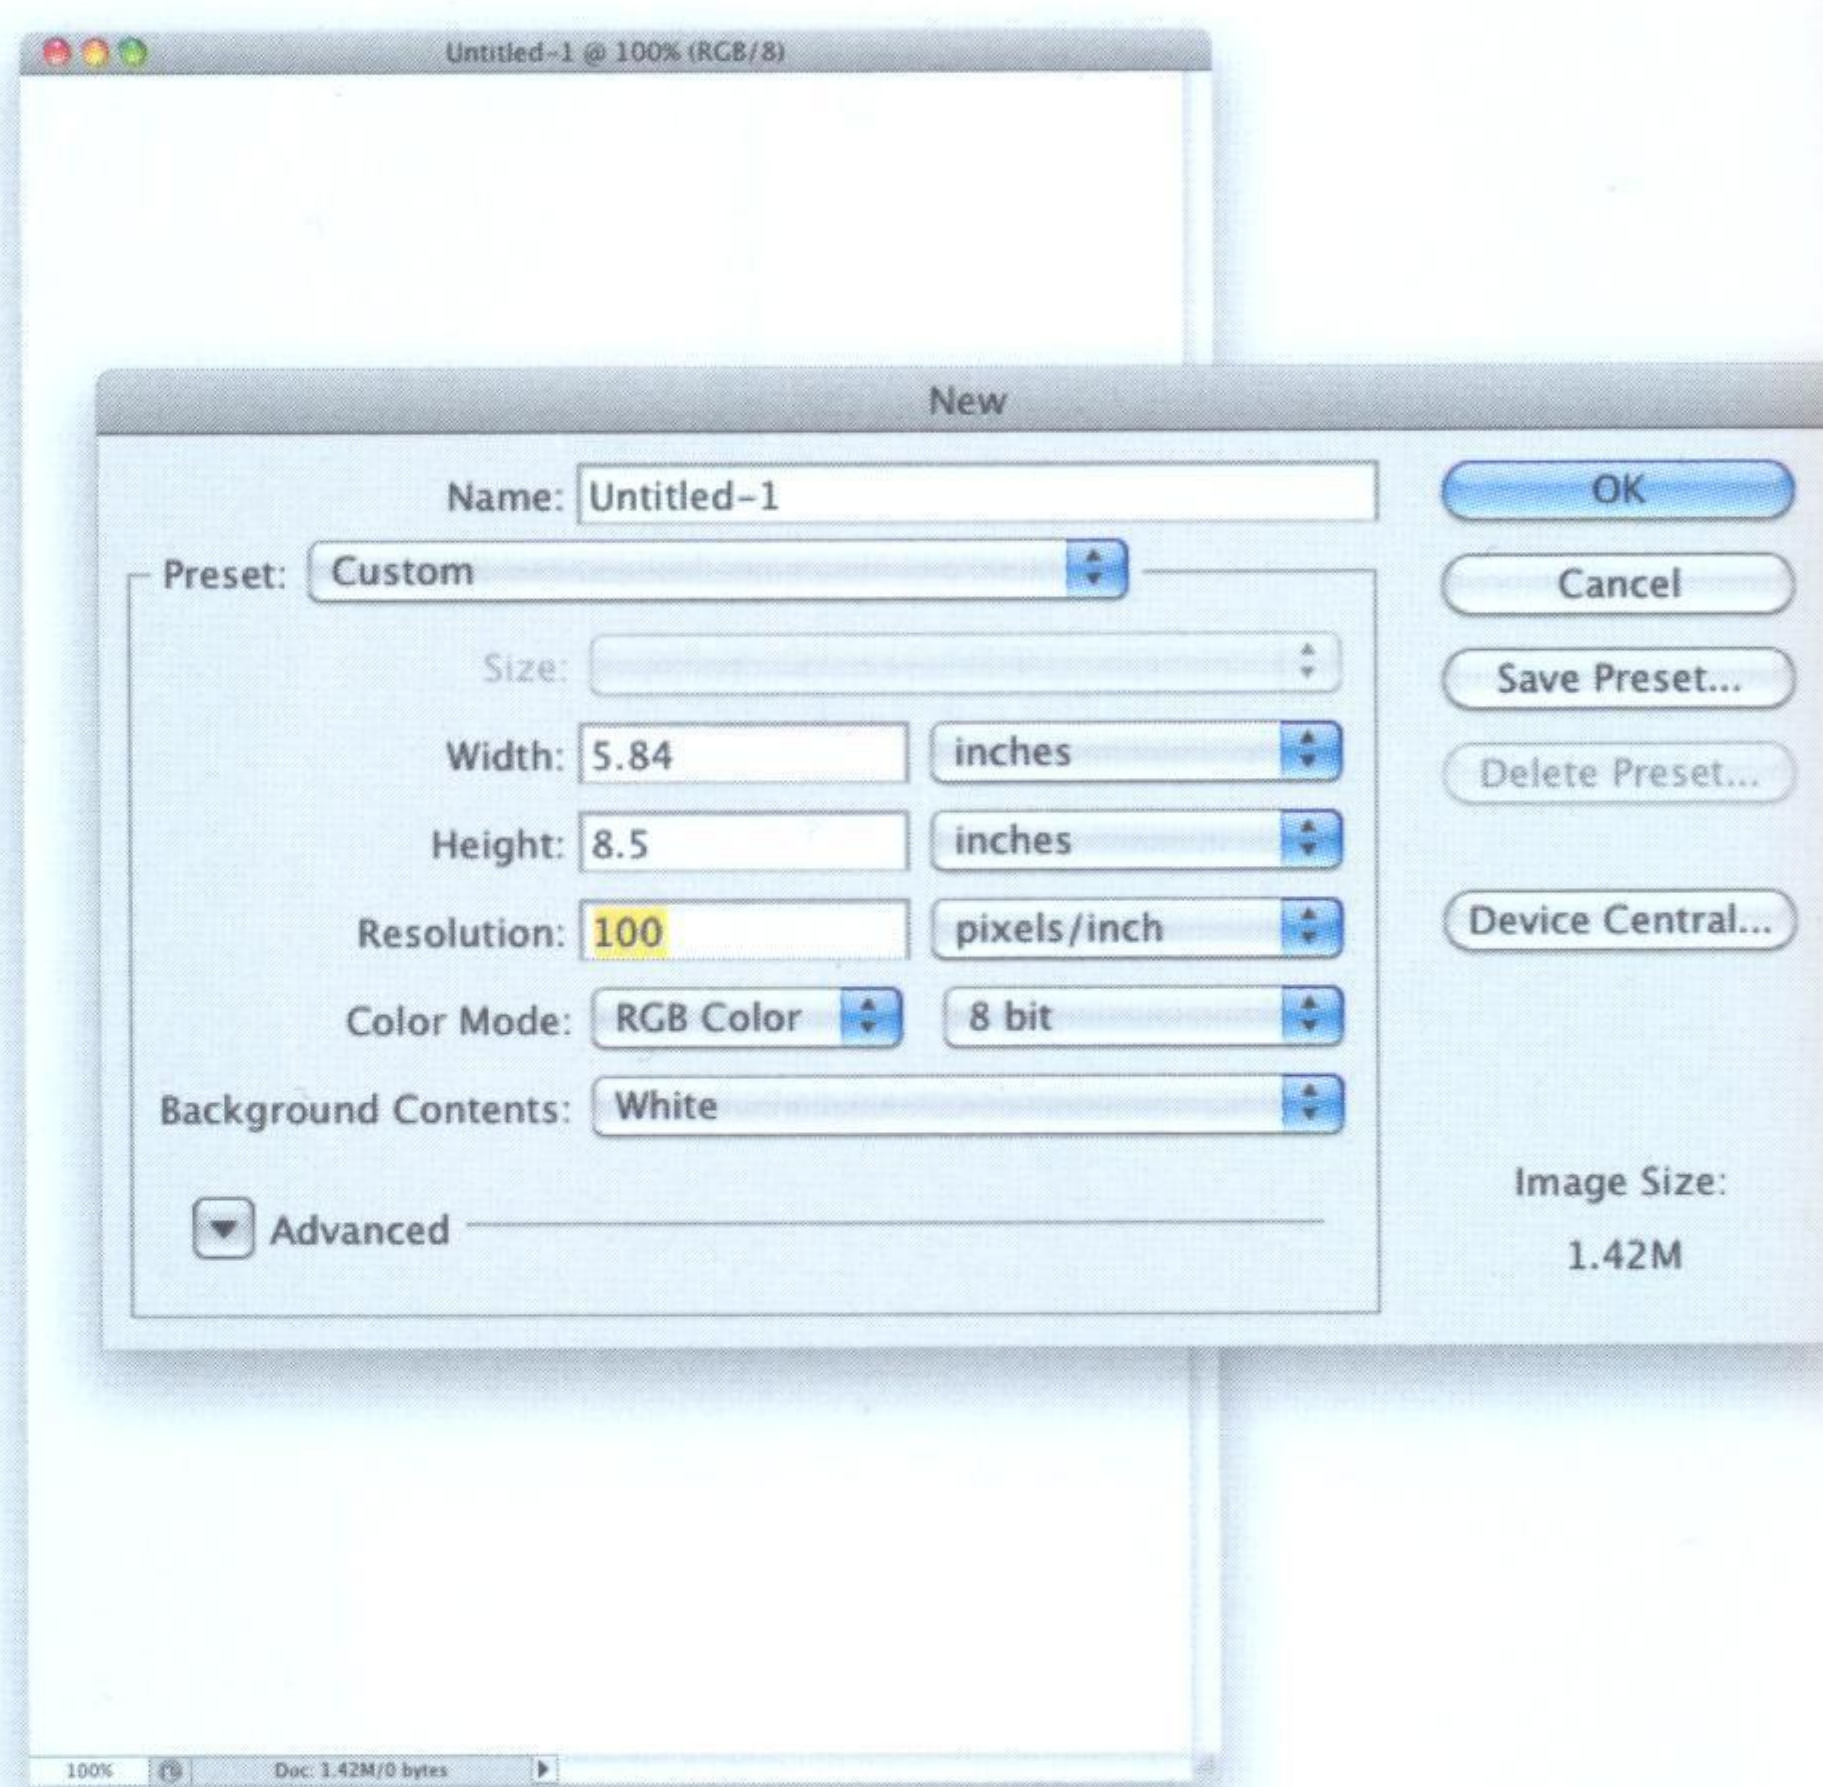 Untitled-1 @ 100% (RGB/8)
New
Name: Untitled-1
OK
Preset: Custom
Cancel
Size:
Save Preset...
Width: 5.84 inches
Delete Preset...
Height: 8.5 inches
Resolution: 100 pixels/inch
Device Central...
Color Mode: RGB Color 8 bit
Background Contents: White
Image Size:
Advanced
1.42M
100% Doc: 1.42M/0 bytes